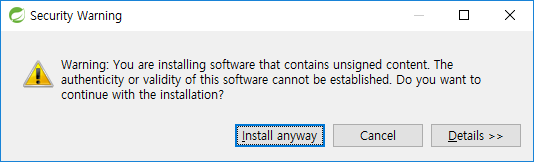 Security Warning
Warning: You are installing software that contains unsigned content. The
authenticity or validity of this software cannot be established. Do you want to
continue with the installation?
Install anyway
Cancel
Details >>